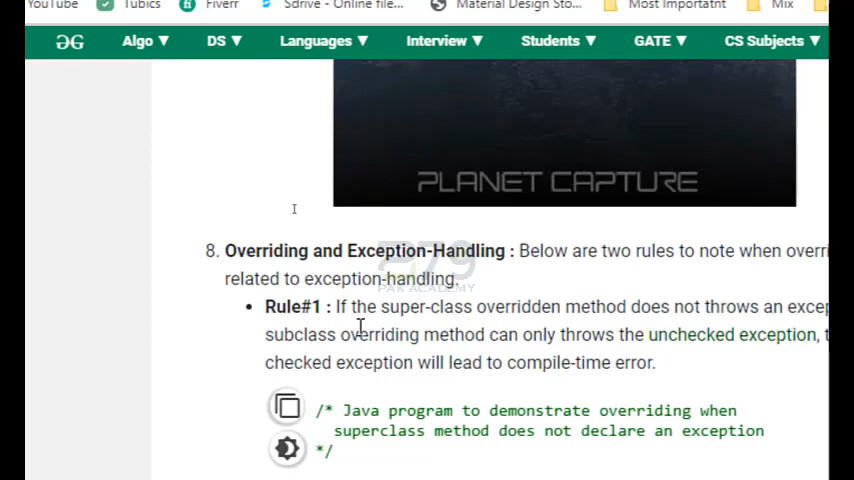 YouTube Tubics Fiverr Sdrive - Online file... Material Design Sto... Most Importatnt Mix
Algo ▼ DS ▼ Languages ▼ Interview ▼ Students ▼ GATE ▼ CS Subjects ▼
PLANET CAPTURE
8. Overriding and Exception-Handling : Below are two rules to note when overri
related to exception-handling.
279
PAK ACADEMY
• Rule#1 : If the super-class overridden method does not throws an excep
subclass overriding method can only throws the unchecked exception, t
checked exception will lead to compile-time error.
/* Java program to demonstrate overriding when
superclass method does not declare an exception
*/